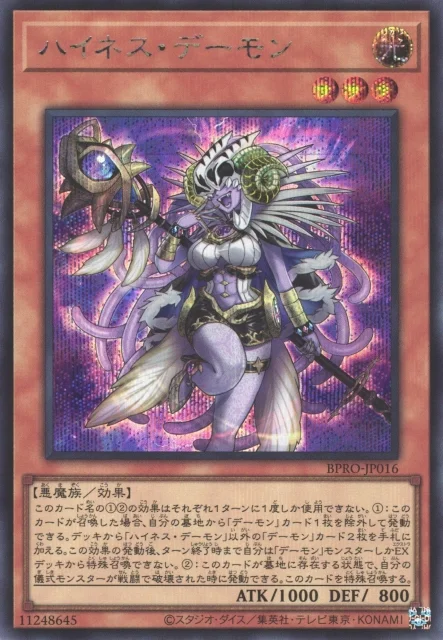 ハイネス・デーモン
光
BPRO-JP016
【悪魔族/効果】
このカード名の①②の効果はそれぞれ1ターンに1度しか使用できない。①:この
カードが召喚した場合、自分の墓地から「デーモン」カード1枚を除外して発動
できる。デッキから「ハイネス・デーモン」以外の「デーモン」カード2枚を手札に
加える。この効果の発動後、ターン終了時まで自分は「デーモン」モンスターしかEX
デッキから特殊召喚できない。②:このカードが墓地に存在する状態で、自分の
儀式モンスターが戦闘で破壊された時に発動できる。このカードを特殊召喚する。
ATK/1000 DEF/ 800
11248645 ©スタジオ・ダイス/集英社・テレビ東京・KONAMI